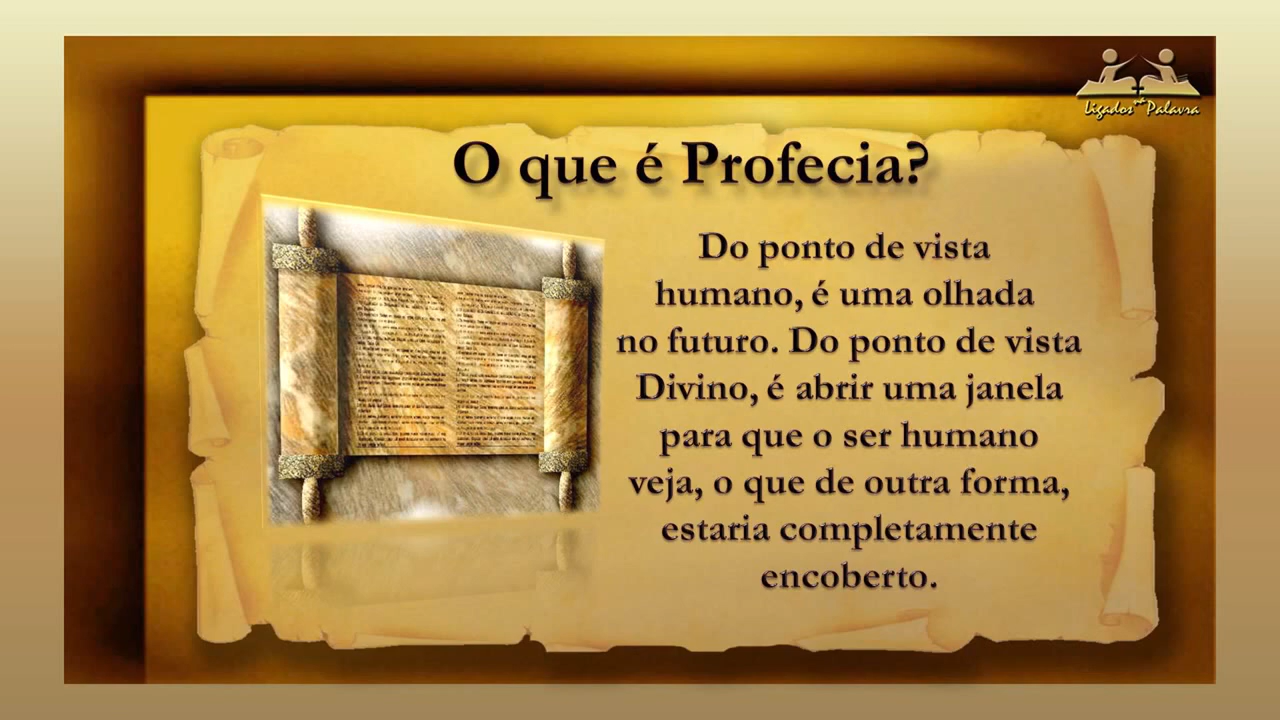 Ligados na Palavra
O que é Profecia?
Do ponto de vista
humano, é uma olhada
no futuro. Do ponto de vista
Divino, é abrir uma janela
para que o ser humano
veja, o que de outra forma,
estaria completamente
encoberto.